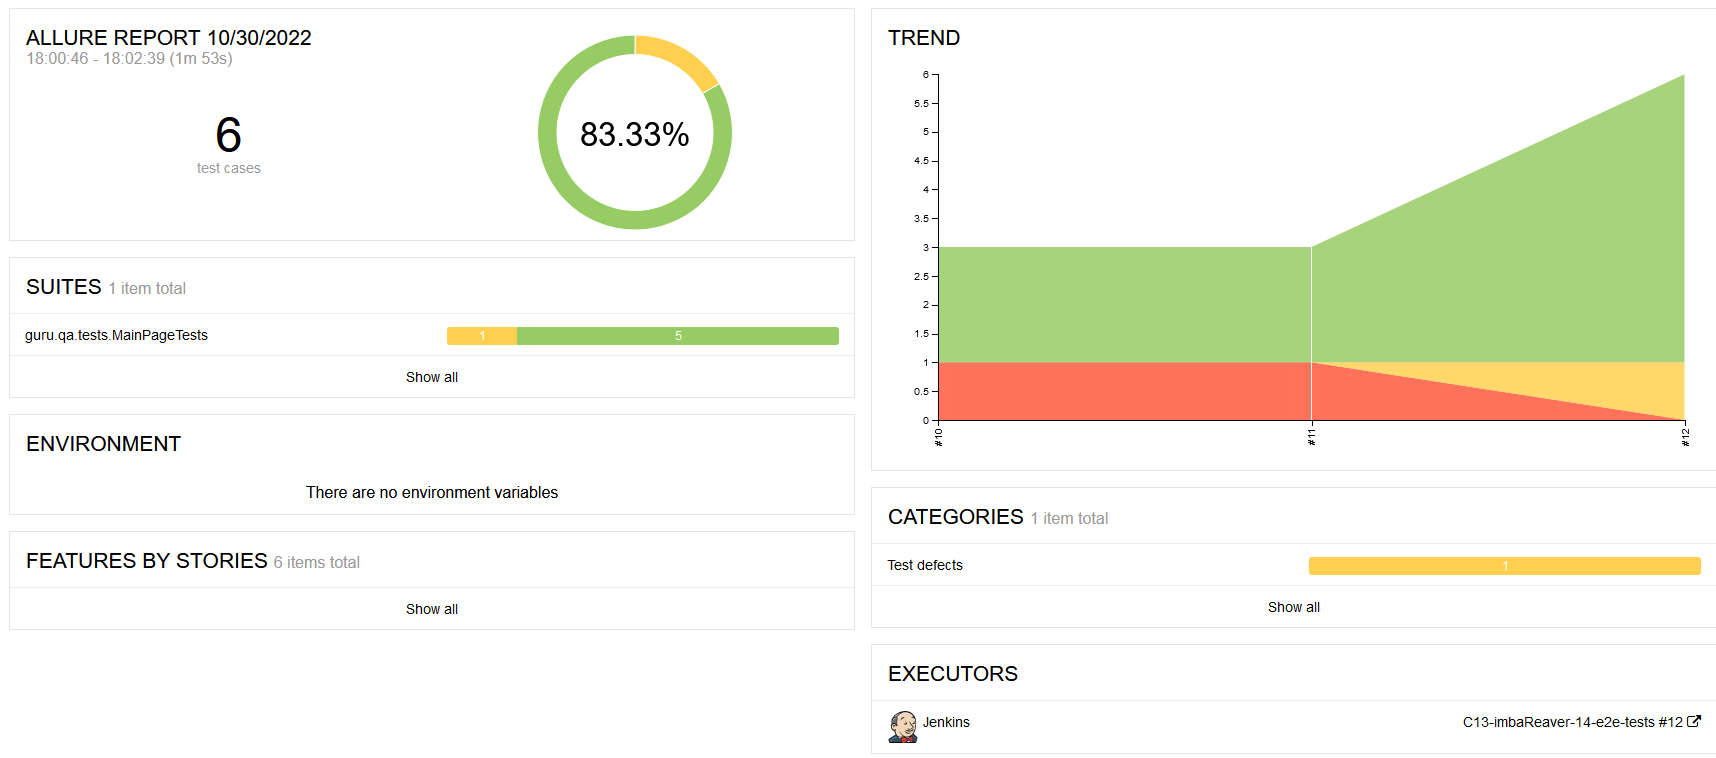 ALLURE REPORT 10/30/2022
18:00:46 - 18:02:39 (1m 53s)
6
test cases
83.33%
SUITES 1 item total
guru.qa.tests.MainPageTests
1
5
Show all
ENVIRONMENT
There are no environment variables
FEATURES BY STORIES 6 items total
Show all
TREND
6
5.5
5
4.5
4
3.5
3
2.5
2
1.5
1
0.5
0
#10
#11
#12
CATEGORIES 1 item total
Test defects
1
Show all
EXECUTORS
Jenkins
C13-imbaReaver-14-e2e-tests #12